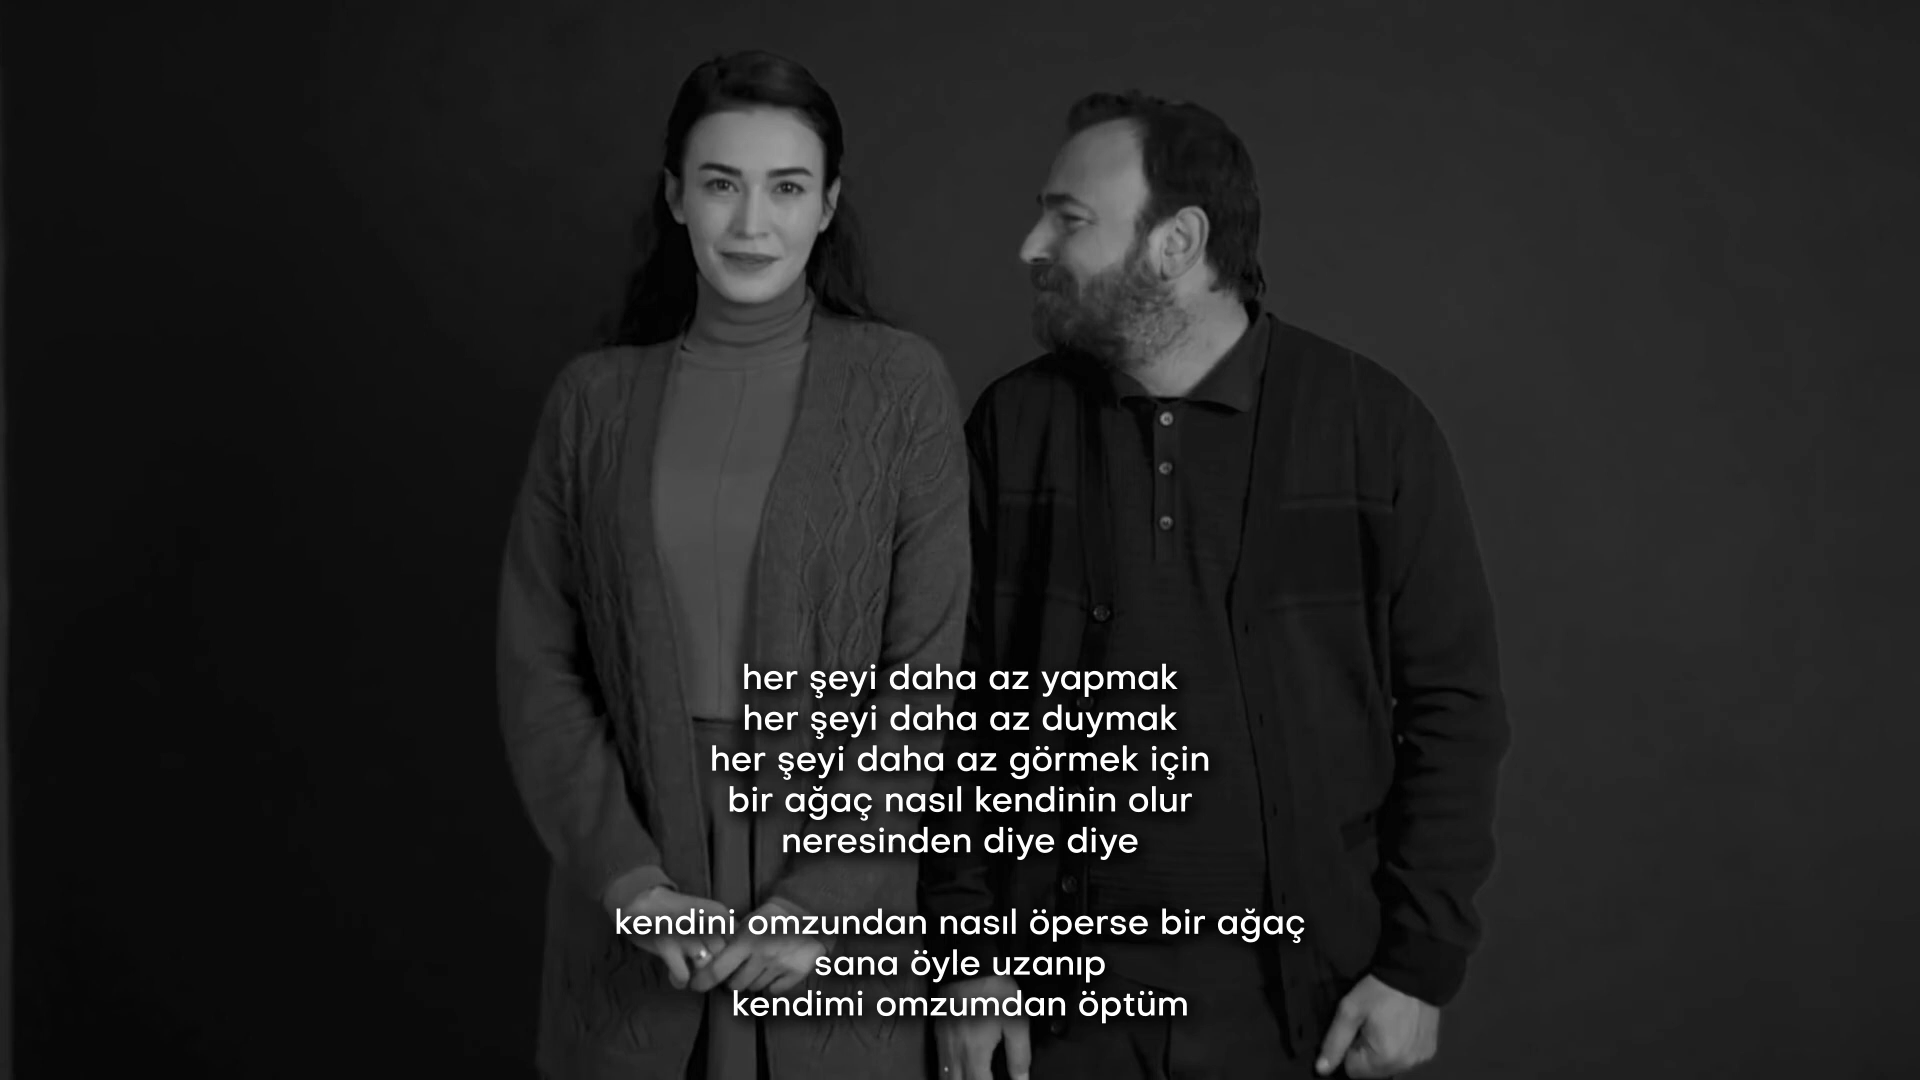 her şeyi daha az yapmak
her şeyi daha az duymak
her şeyi daha az görmek için
bir ağaç nasıl kendinin olur
neresinden diye diye
kendini omzundan nasıl öperse bir ağaç
sana öyle uzanıp
kendimi omzumdan öptüm